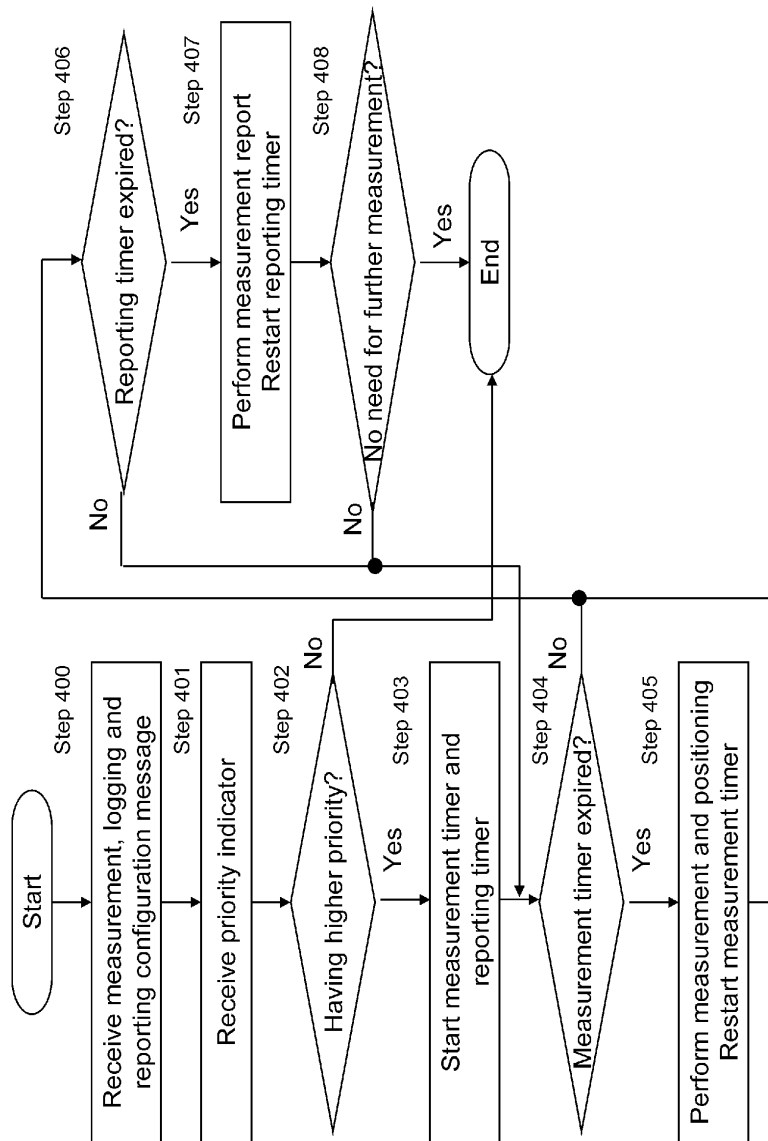 Start
Step 400
Receive measurement, logging and
reporting configuration message
Step 401
Receive priority indicator
Step 402
Having higher priority?
No
Yes
Step 403
Start measurement timer and
reporting timer
Step 404
Measurement timer expired?
No
Yes
Step 405
Perform measurement and positioning
Restart measurement timer
Step 406
Reporting timer expired?
No
Yes
Step 407
Perform measurement report
Restart reporting timer
Step 408
No need for further measurement?
No
Yes
End